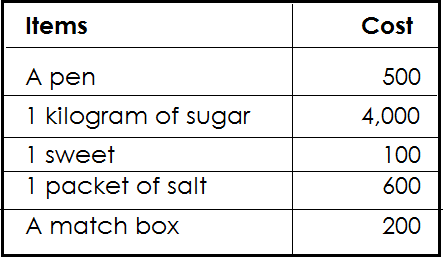 Items Cost
A pen 500
1 kilogram of sugar 4,000
1 sweet 100
1 packet of salt 600
A match box 200